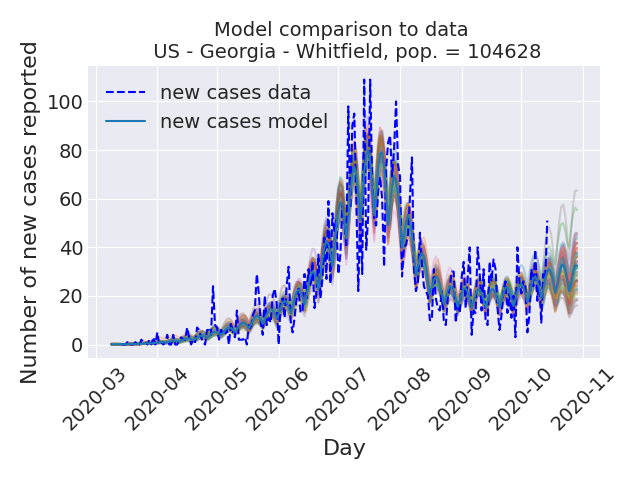 Model comparison to data
US - Georgia - Whitfield, pop. = 104628
Number of new cases reported
100
80
60
40
20
0
new cases data
new cases model
2020-03
2020-04
2020-05
2020-06
2020-07
2020-08
2020-09
2020-10
2020-11
Day